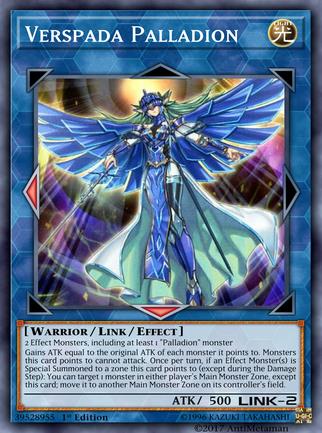 Verspada Palladion
LIGHT
光
[Warrior / Link / Effect]
2 Effect Monsters, including at least 1 "Palladion" monster
Gains ATK equal to the original ATK of each monster it points to. Monsters
this card points to cannot attack. Once per turn, if an Effect Monster(s) is
Special Summoned to a zone this card points to (except during the Damage
Step): You can target 1 monster in either player's Main Monster Zone, except
this card; move it to another Main Monster Zone on its controller's field.
ATK/ 500 LINK-2
39528955 1st Edition ©1996 KAZUKI TAKAHASHI
©2017 AntiMetaman